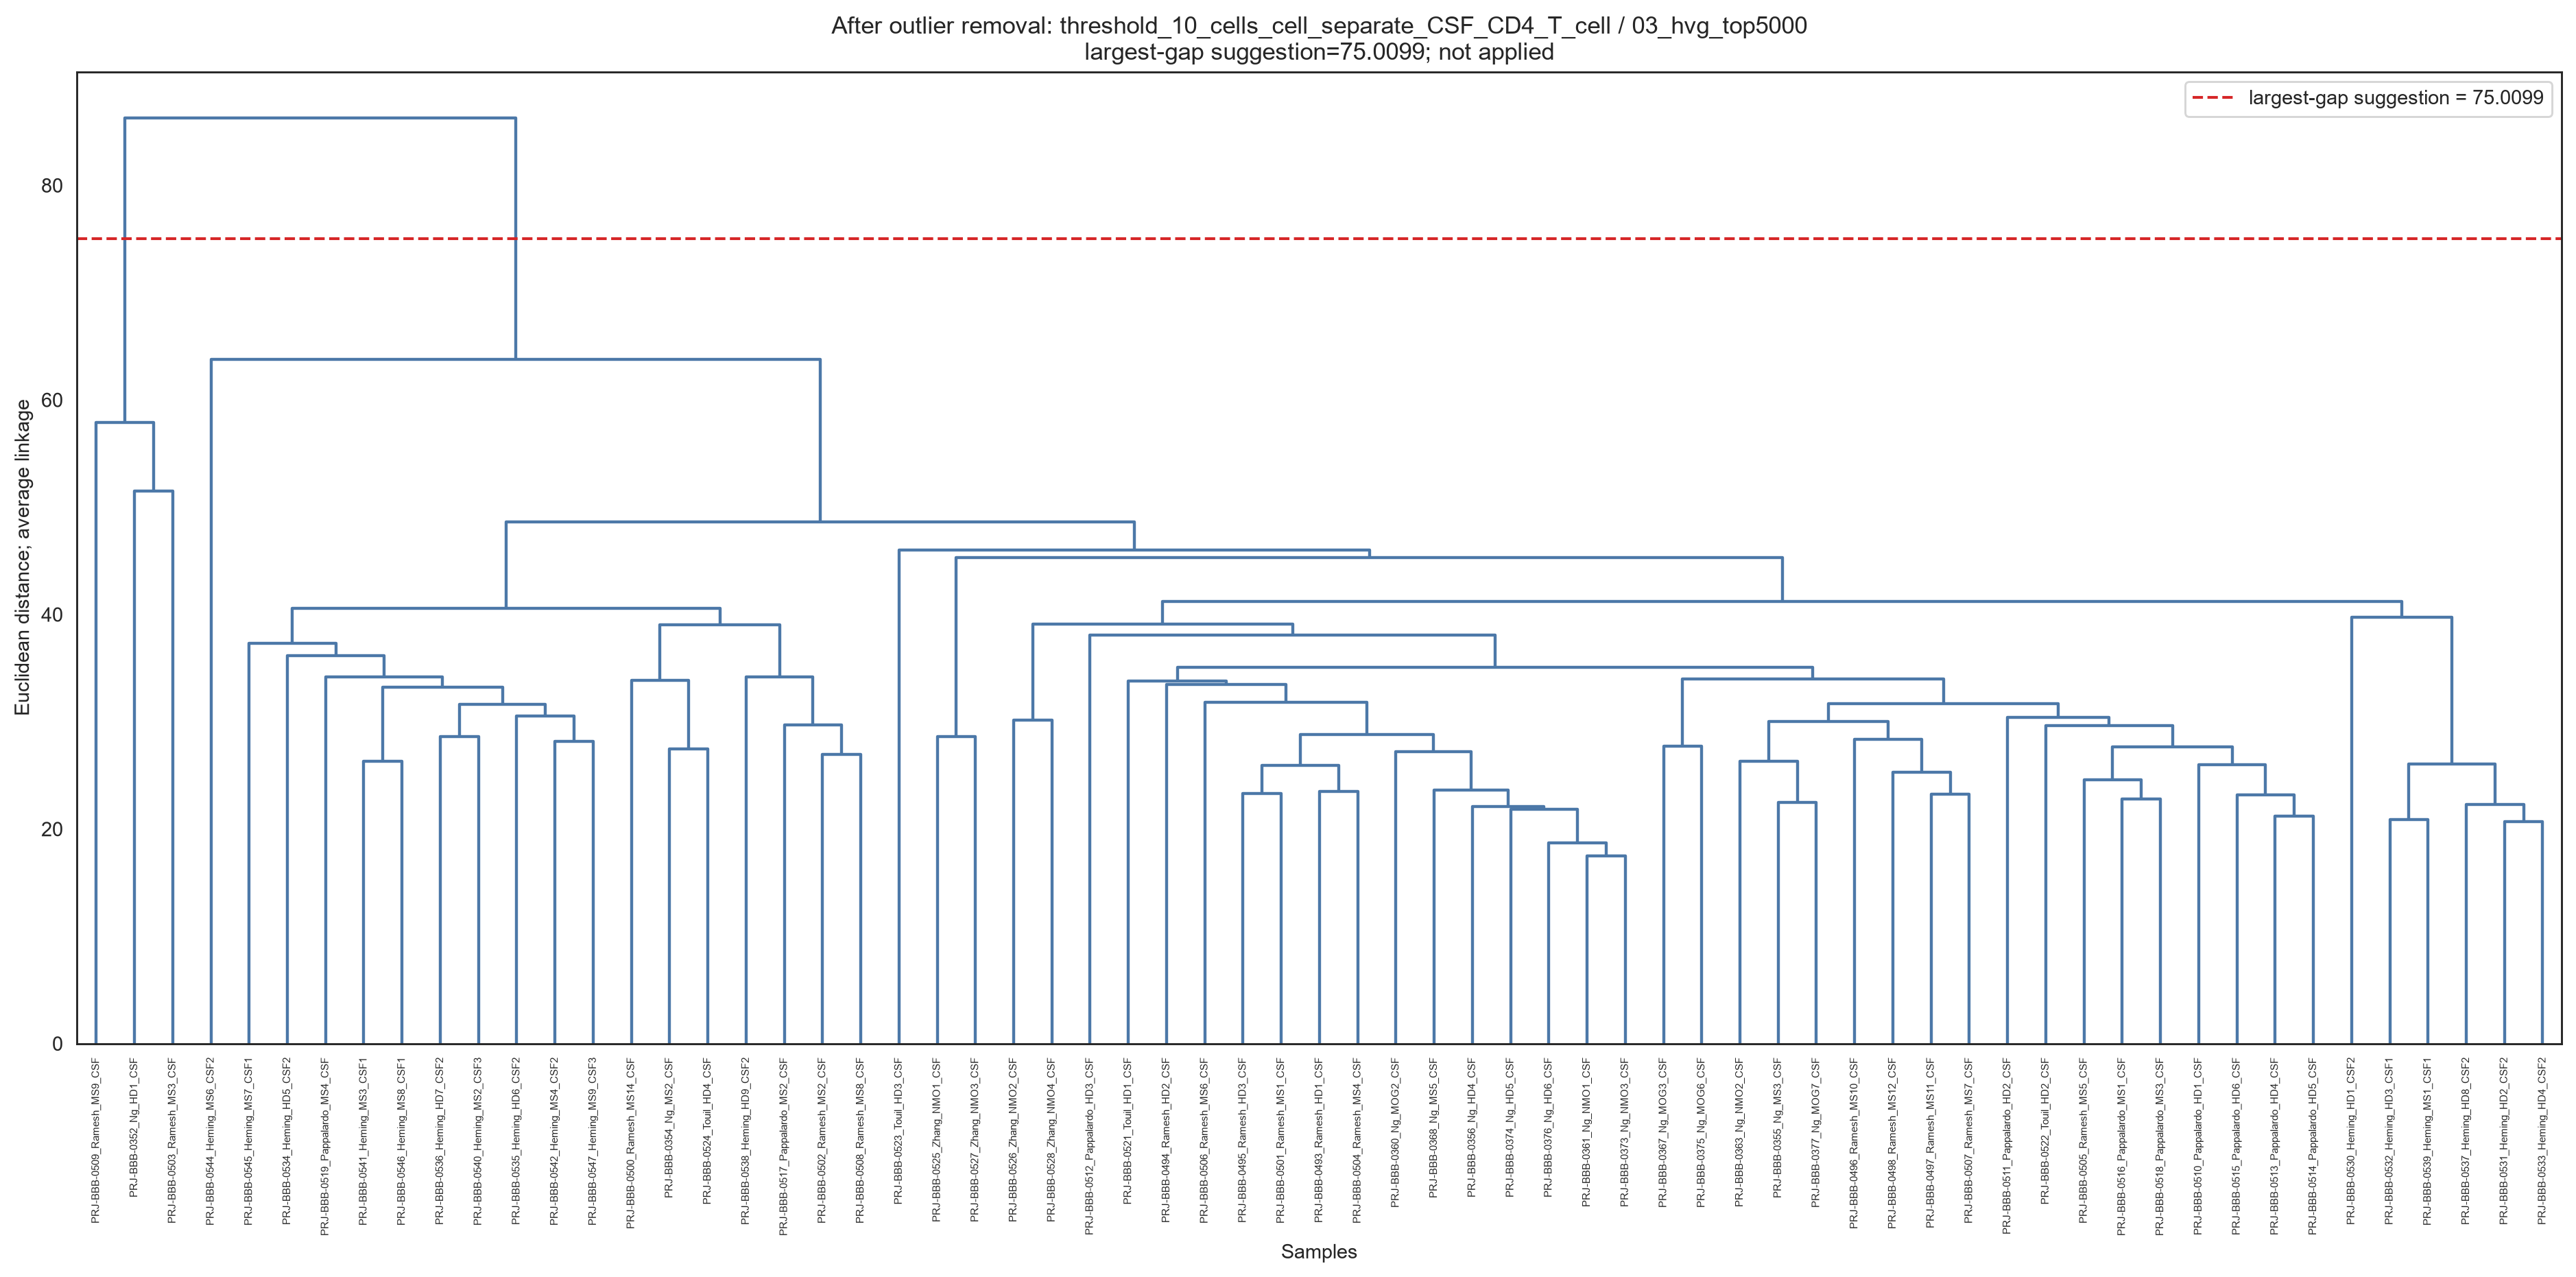 After outlier removal: threshold_10_cells_cell_separate_CSF_CD4_T_cell / 03_hvg_top5000
largest-gap suggestion=75.0099; not applied
largest-gap suggestion = 75.0099
Euclidean distance; average linkage
80
60
40
20
0
PRJ-BBB-0509_Ramesh_MS9_CSF
PRJ-BBB-0352_Ng_HD1_CSF
PRJ-BBB-0503_Ramesh_MS3_CSF
PRJ-BBB-0544_Heming_MS6_CSF2
PRJ-BBB-0545_Heming_MS7_CSF1
PRJ-BBB-0534_Heming_HD5_CSF2
PRJ-BBB-0519_Pappalardo_MS4_CSF
PRJ-BBB-0541_Heming_MS3_CSF1
PRJ-BBB-0546_Heming_MS8_CSF1
PRJ-BBB-0536_Heming_HD7_CSF2
PRJ-BBB-0540_Heming_MS2_CSF3
PRJ-BBB-0535_Heming_HD6_CSF2
PRJ-BBB-0542_Heming_MS4_CSF2
PRJ-BBB-0547_Heming_MS9_CSF3
PRJ-BBB-0500_Ramesh_MS14_CSF
PRJ-BBB-0354_Ng_MS2_CSF
PRJ-BBB-0524_Touil_HD4_CSF
PRJ-BBB-0538_Heming_HD9_CSF2
PRJ-BBB-0517_Pappalardo_MS2_CSF
PRJ-BBB-0502_Ramesh_MS2_CSF
PRJ-BBB-0508_Ramesh_MS8_CSF
PRJ-BBB-0523_Touil_HD3_CSF
PRJ-BBB-0525_Zhang_NMO1_CSF
PRJ-BBB-0527_Zhang_NMO3_CSF
PRJ-BBB-0526_Zhang_NMO2_CSF
PRJ-BBB-0528_Zhang_NMO4_CSF
PRJ-BBB-0512_Pappalardo_HD3_CSF
PRJ-BBB-0521_Touil_HD1_CSF
PRJ-BBB-0494_Ramesh_HD2_CSF
PRJ-BBB-0506_Ramesh_MS6_CSF
PRJ-BBB-0495_Ramesh_HD3_CSF
PRJ-BBB-0501_Ramesh_MS1_CSF
PRJ-BBB-0493_Ramesh_HD1_CSF
PRJ-BBB-0504_Ramesh_MS4_CSF
PRJ-BBB-0360_Ng_MOG2_CSF
PRJ-BBB-0368_Ng_MS5_CSF
PRJ-BBB-0356_Ng_HD4_CSF
PRJ-BBB-0374_Ng_HD5_CSF
PRJ-BBB-0376_Ng_HD6_CSF
PRJ-BBB-0361_Ng_NMO1_CSF
PRJ-BBB-0373_Ng_NMO3_CSF
PRJ-BBB-0367_Ng_MOG3_CSF
PRJ-BBB-0375_Ng_MOG6_CSF
PRJ-BBB-0363_Ng_NMO2_CSF
PRJ-BBB-0355_Ng_MS3_CSF
PRJ-BBB-0377_Ng_MOG7_CSF
PRJ-BBB-0496_Ramesh_MS10_CSF
PRJ-BBB-0498_Ramesh_MS12_CSF
PRJ-BBB-0497_Ramesh_MS11_CSF
PRJ-BBB-0507_Ramesh_MS7_CSF
PRJ-BBB-0511_Pappalardo_HD2_CSF
PRJ-BBB-0522_Touil_HD2_CSF
PRJ-BBB-0505_Ramesh_MS5_CSF
PRJ-BBB-0516_Pappalardo_MS1_CSF
PRJ-BBB-0518_Pappalardo_MS3_CSF
PRJ-BBB-0510_Pappalardo_HD1_CSF
PRJ-BBB-0515_Pappalardo_HD6_CSF
PRJ-BBB-0513_Pappalardo_HD4_CSF
PRJ-BBB-0514_Pappalardo_HD5_CSF
PRJ-BBB-0530_Heming_HD1_CSF2
PRJ-BBB-0532_Heming_HD3_CSF1
PRJ-BBB-0539_Heming_MS1_CSF1
PRJ-BBB-0537_Heming_HD8_CSF2
PRJ-BBB-0531_Heming_HD2_CSF2
PRJ-BBB-0533_Heming_HD4_CSF2
Samples